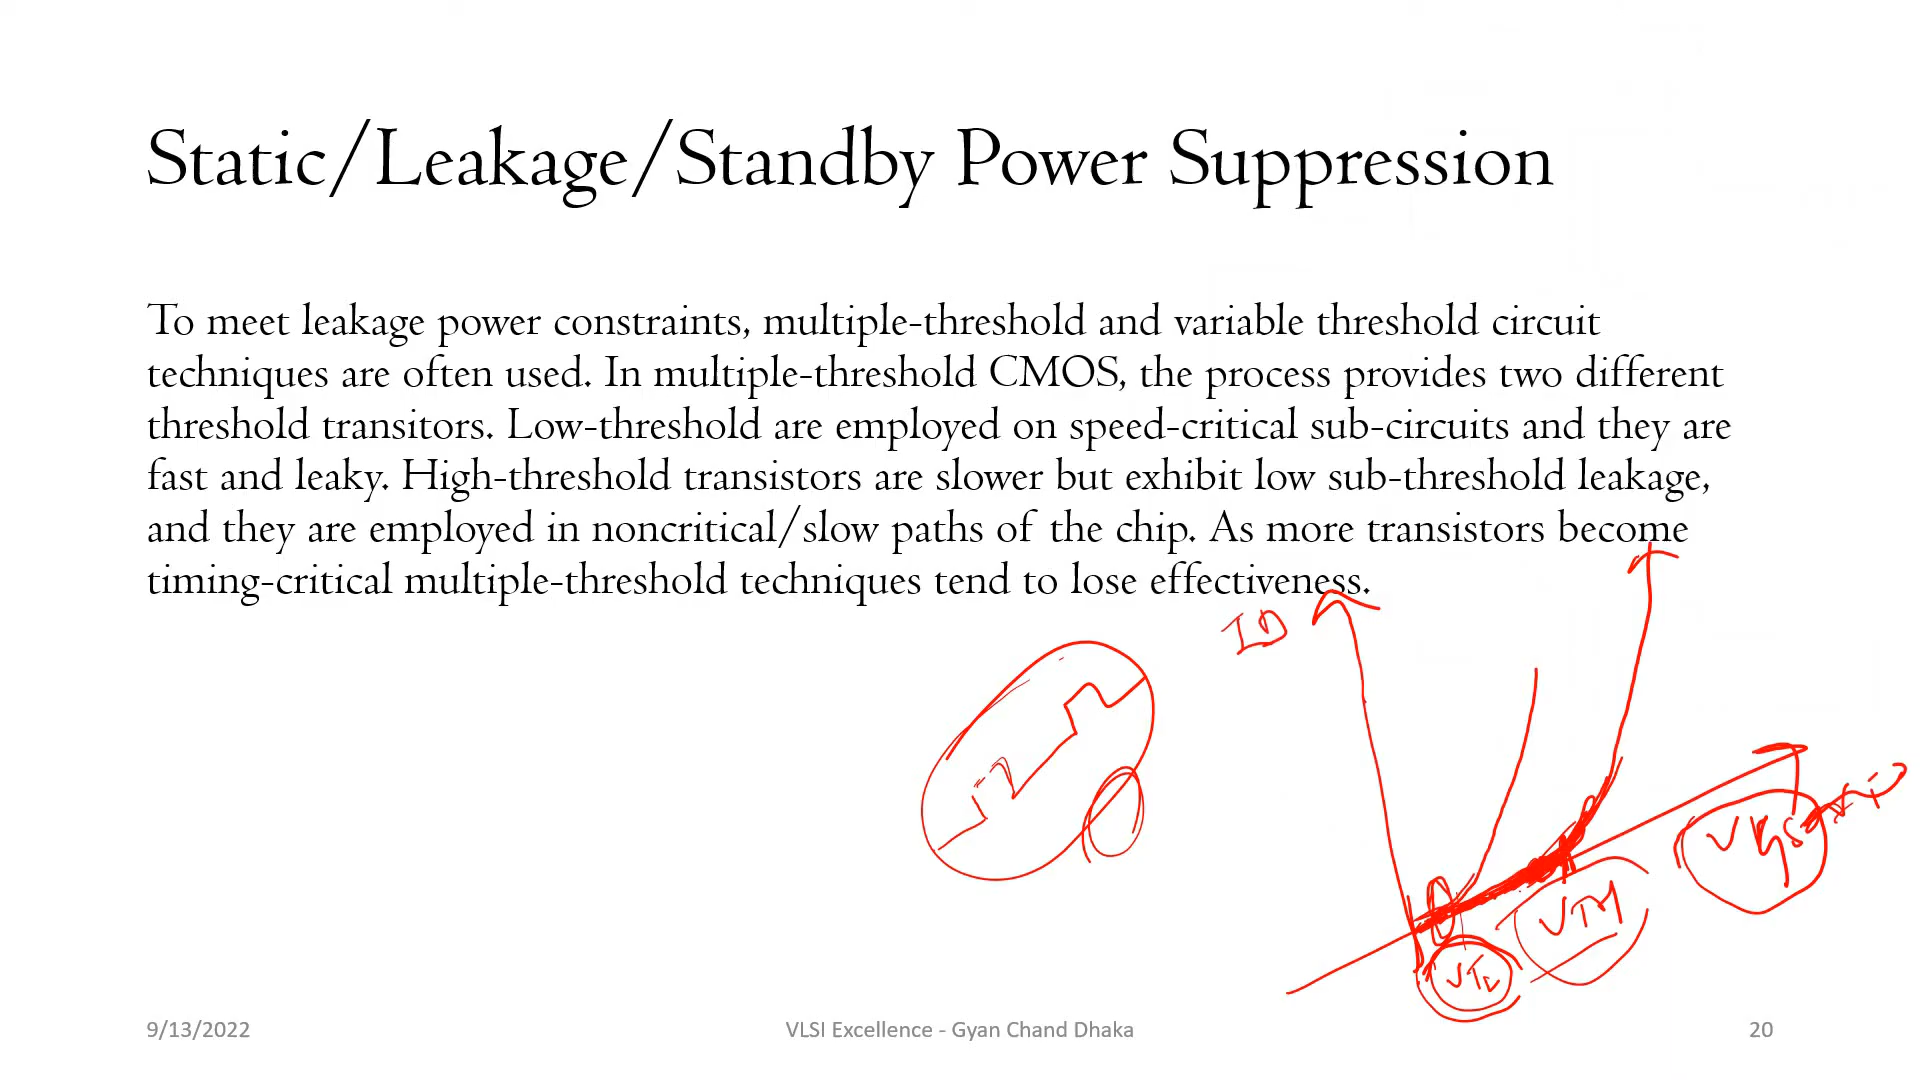 Static/Leakage/Standby Power Suppression
To meet leakage power constraints, multiple-threshold and variable threshold circuit
techniques are often used. In multiple-threshold CMOS, the process provides two different
threshold transitors. Low-threshold are employed on speed-critical sub-circuits and they are
fast and leaky. High-threshold transistors are slower but exhibit low sub-threshold leakage,
and they are employed in noncritical/slow paths of the chip. As more transistors become
timing-critical multiple-threshold techniques tend to lose effectiveness.
ID
VGS
VTH
VTL
9/13/2022
VLSI Excellence - Gyan Chand Dhaka
20